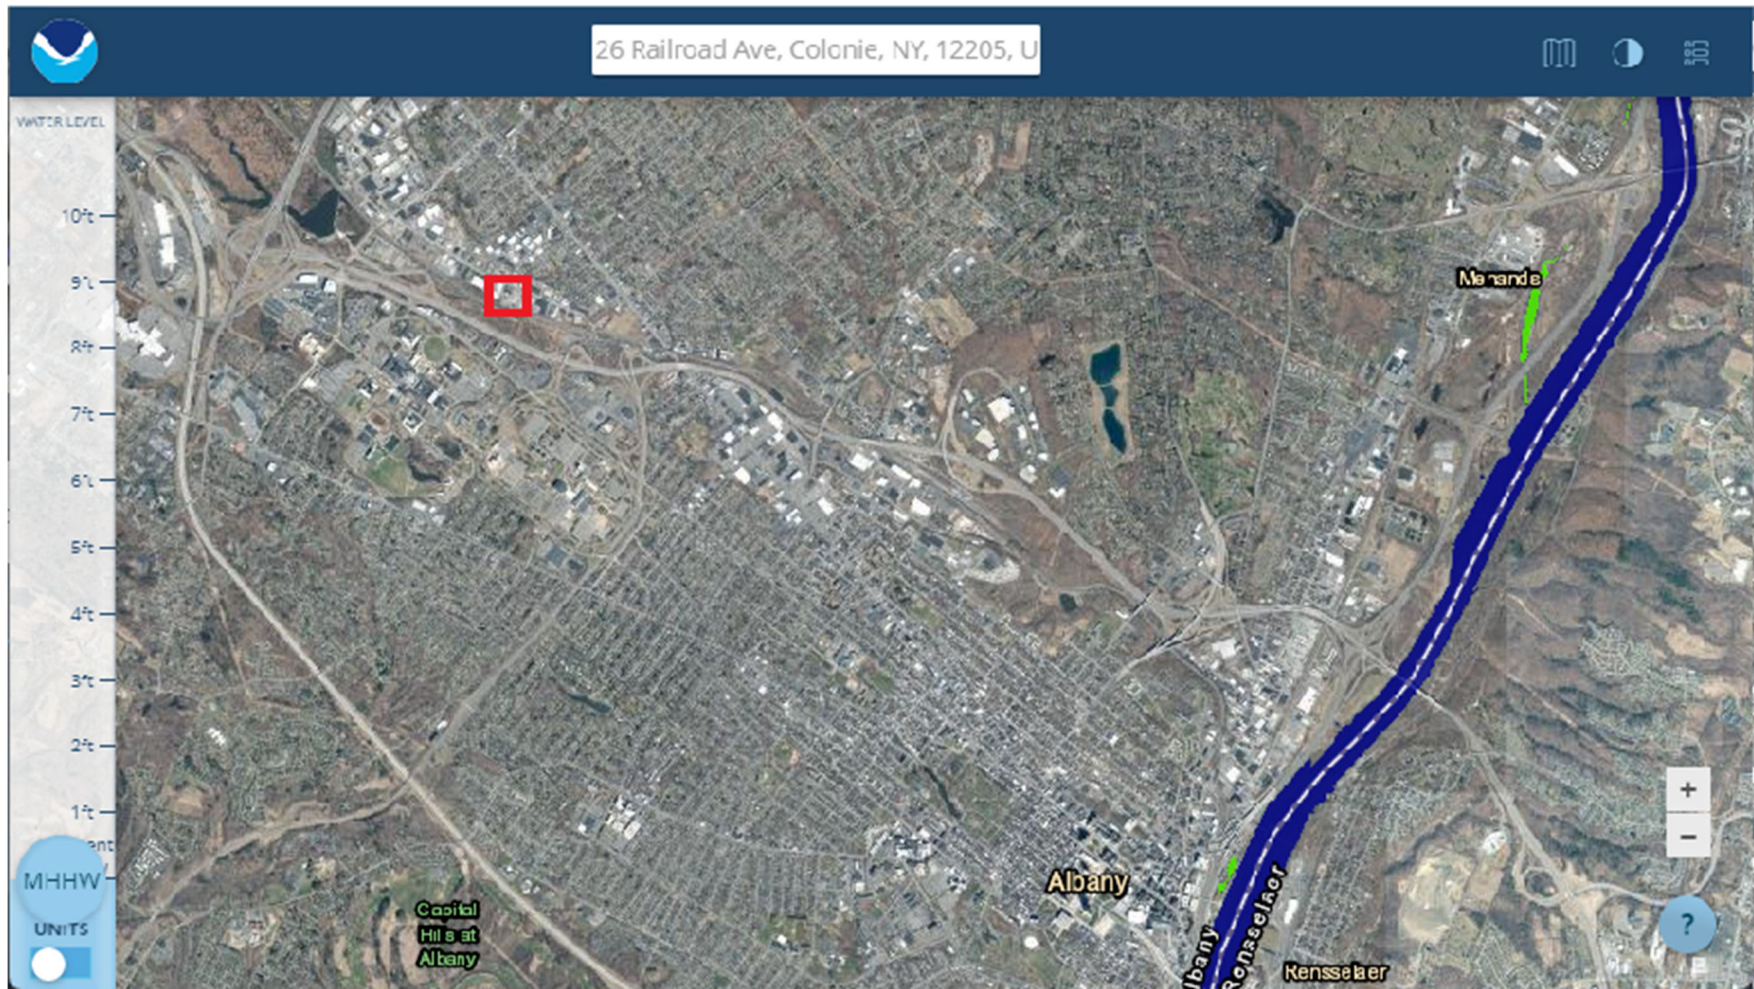 26 Railroad Ave, Colonie, NY, 12205, U
WATER LEVEL
10ft
9ft
8ft
7ft
6ft
5ft
4ft
3ft
2ft
1ft
MHHW
UNITS
Menands
Albany
Capital
Hills at
Albany
lbany
Rensselaer
Rensselaer
+
−
?